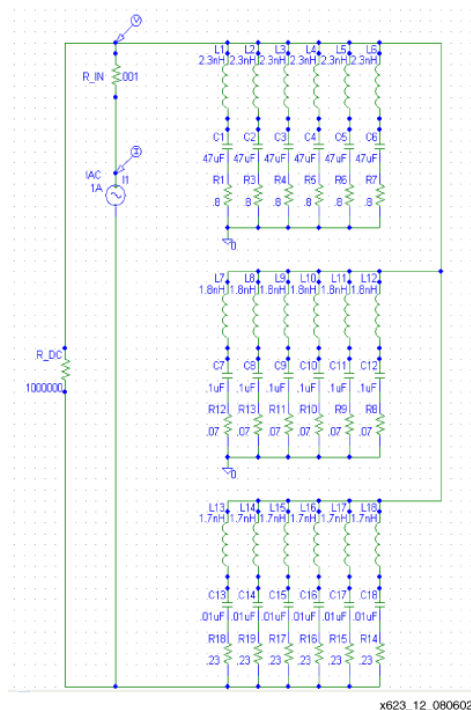 V
L1 L2 L3 L4 L5 L6
2.3nH 2.3nH 2.3nH 2.3nH 2.3nH 2.3nH
R_IN .001
I
IAC I1
1A
C1 C2 C3 C4 C5 C6
47uF 47uF 47uF 47uF 47uF 47uF
R1 R3 R4 R5 R6 R7
.8 .8 .8 .8 .8 .8
0
L7 L8 L9 L10 L11 L12
1.8nH 1.8nH 1.8nH 1.8nH 1.8nH 1.8nH
R_DC
1000000
C7 C8 C9 C10 C11 C12
.1uF .1uF .1uF .1uF .1uF .1uF
R12 R13 R11 R10 R9 R8
.07 .07 .07 .07 .07 .07
0
L13 L14 L15 L16 L17 L18
1.7nH 1.7nH 1.7nH 1.7nH 1.7nH 1.7nH
C13 C14 C15 C16 C17 C18
.01uF .01uF .01uF .01uF .01uF .01uF
R18 R19 R17 R16 R15 R14
.23 .23 .23 .23 .23 .23
x623_12_080602